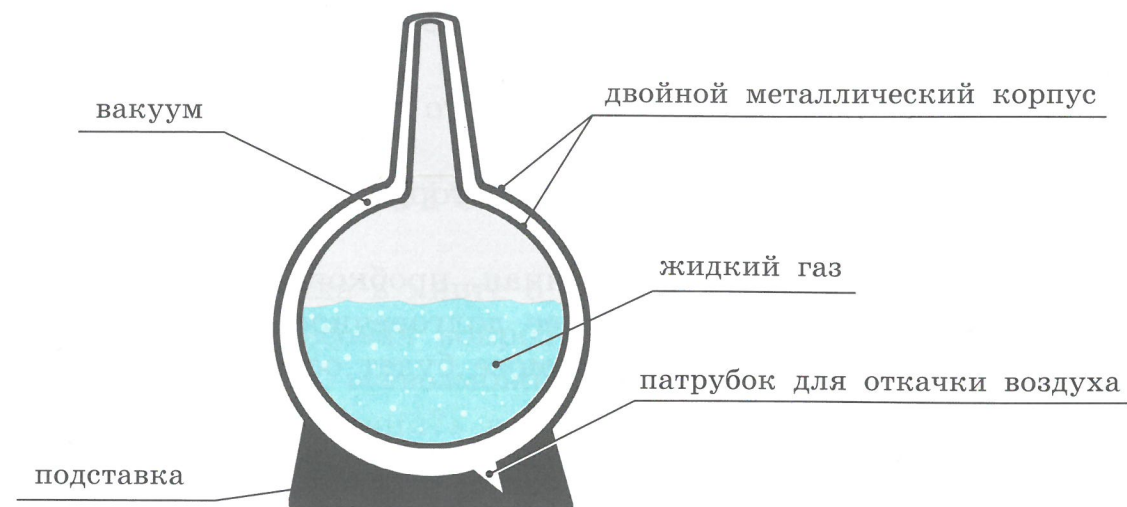 вакуум
двойной металлический корпус
жидкий газ
патрубок для откачки воздуха
подставка